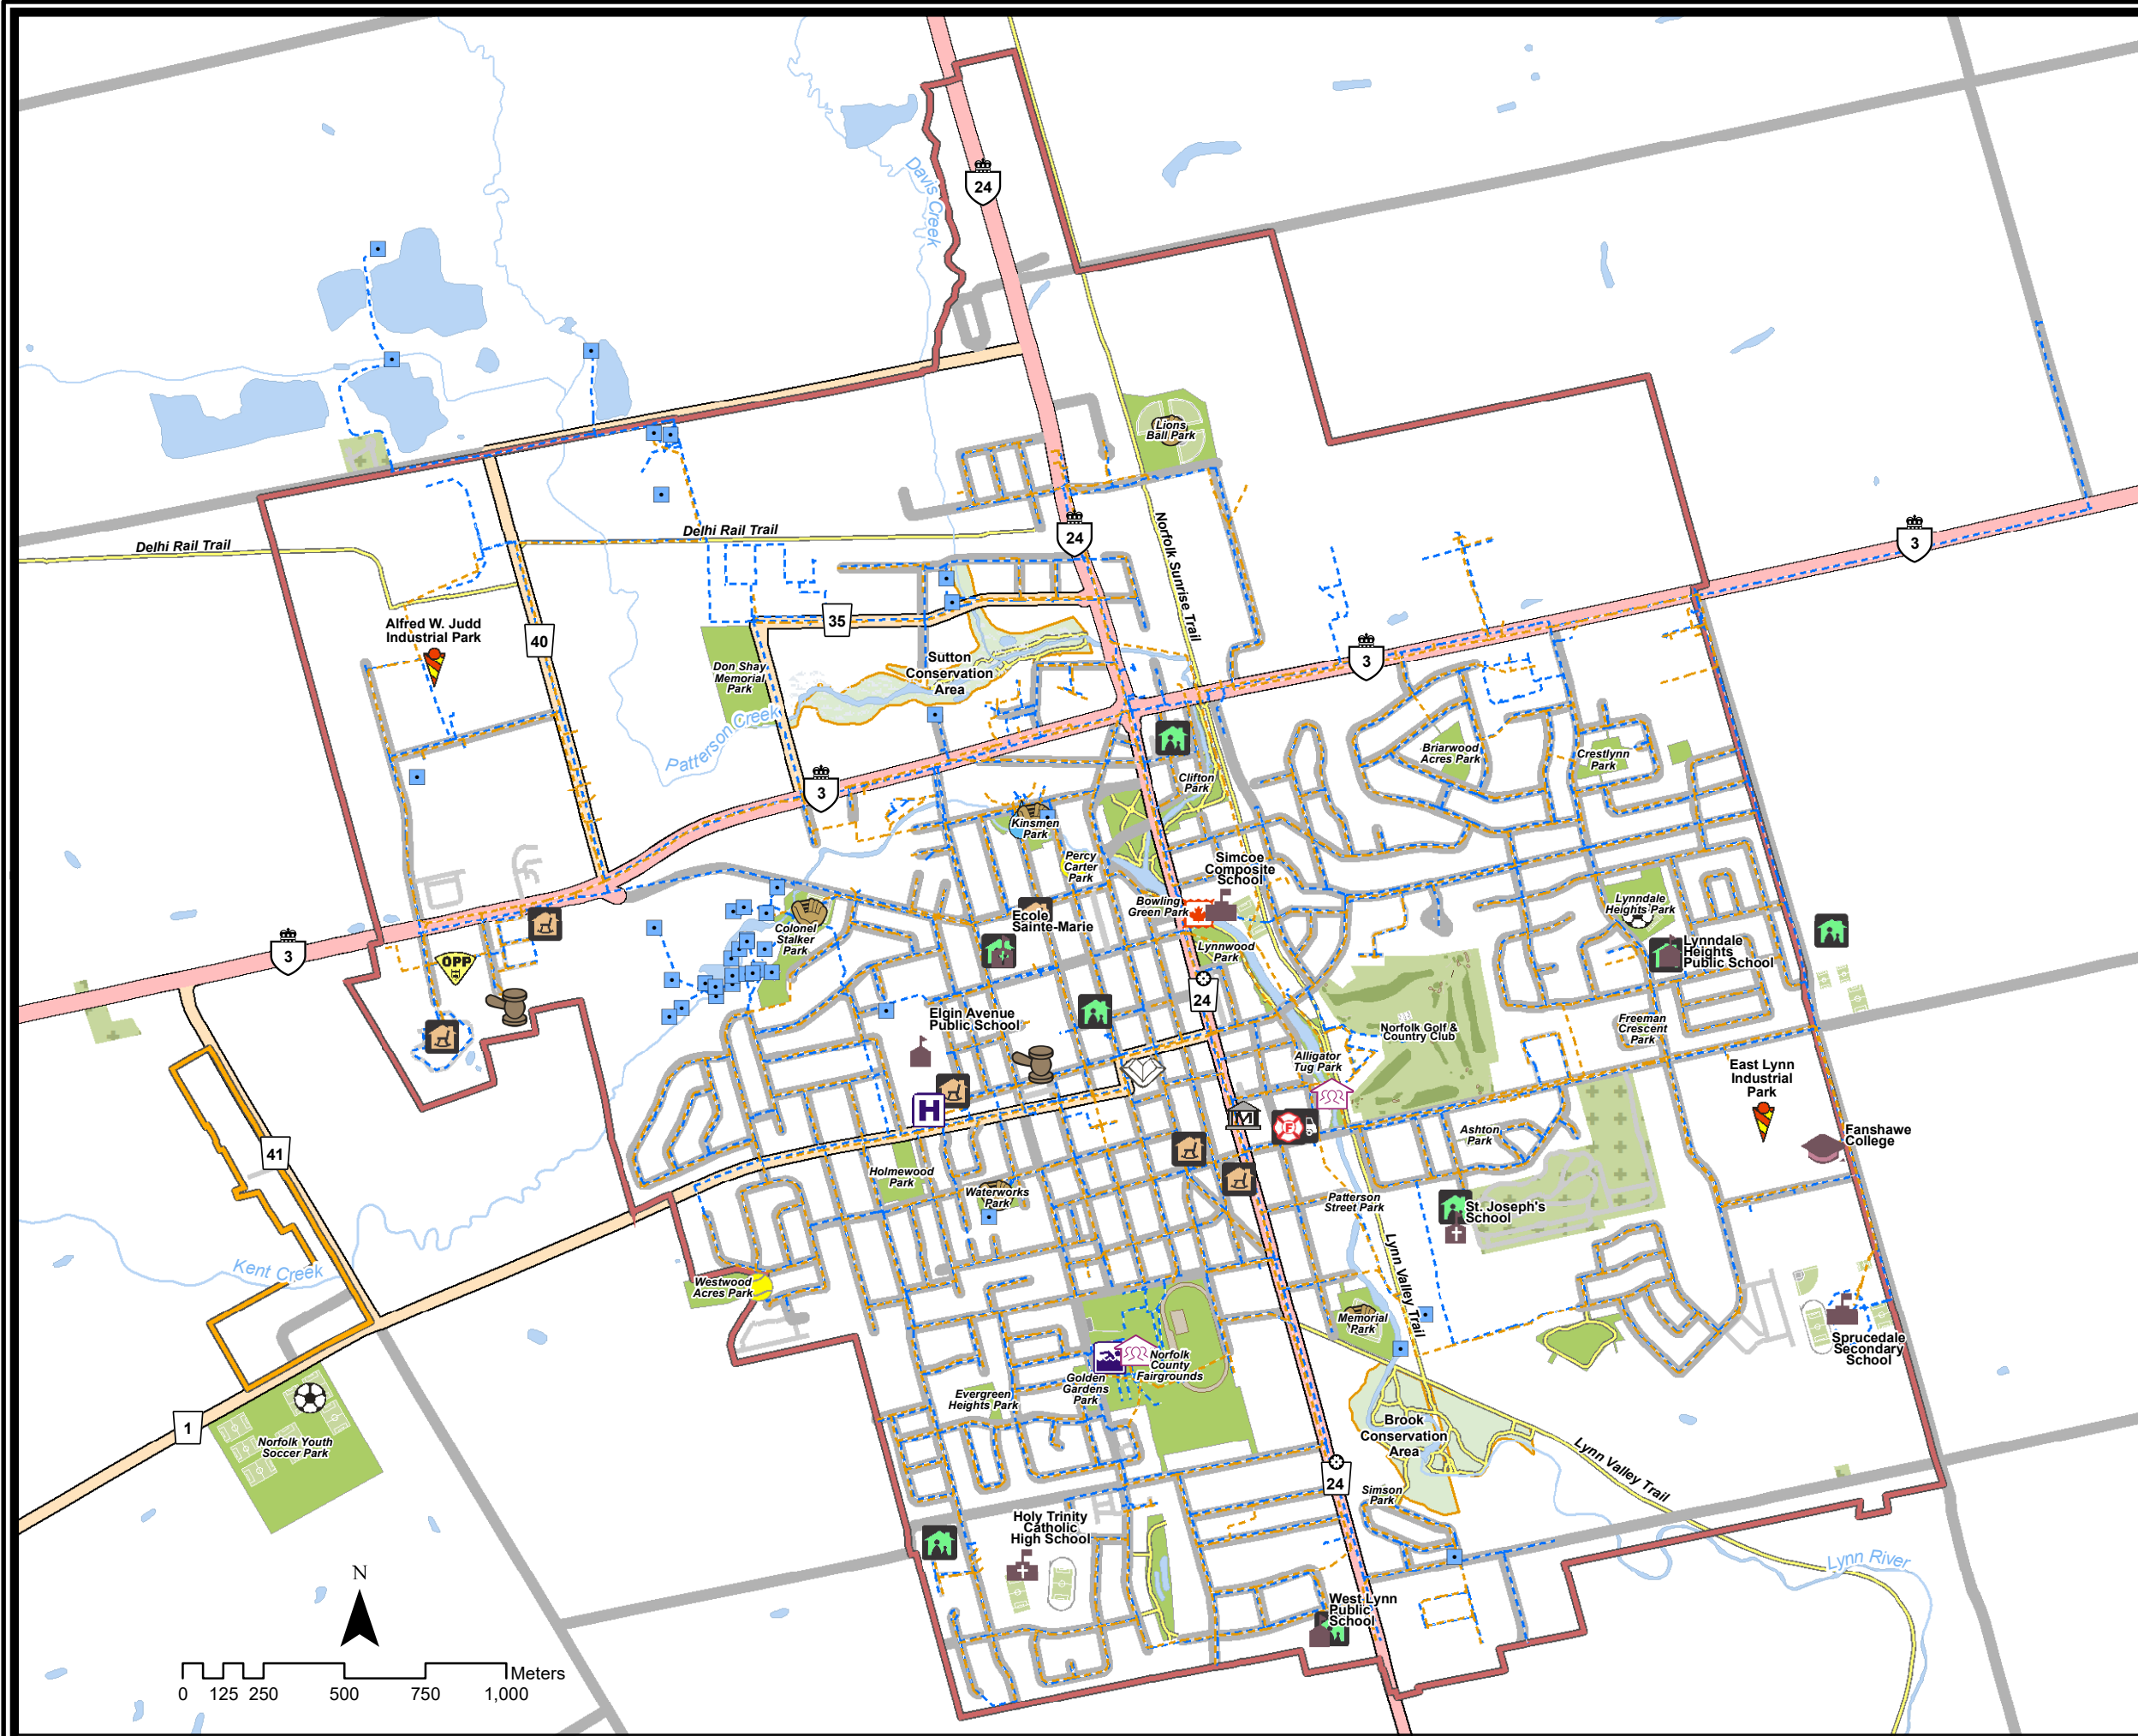 24
Davis Creek
Lions
Ball Park
Delhi Rail Trail
Delhi Rail Trail
24
Norfolk Sunrise Trail
3
Alfred W. Judd
Industrial Park
40
35
Don Shay
Memorial
Park
Sutton
Conservation
Area
3
Patterson Creek
Briarwood
Acres Park
Crestlynn
Park
3
Clifton
Park
Kinsmen
Park
Percy
Carter
Park
Simcoe
Composite
School
Bowling
Green Park
Ecole
Sainte-Marie
Lynndale
Heights Park
Colonel
Stalker
Park
Lynnwood
Park
Lynndale
Heights
Public School
3
OPP
24
Elgin Avenue
Public School
Norfolk Golf &
Country Club
Freeman
Crescent
Park
Alligator
Tug Park
East Lynn
Industrial
Park
H
M
F
Ashton
Park
Fanshawe
College
41
Holmewood
Park
Waterworks
Park
Patterson
Street Park
St. Joseph's
School
Kent Creek
Westwood
Acres Park
Lynn Valley Trail
Memorial
Park
Sprucedale
Secondary
School
Norfolk
County
Fairgrounds
Golden
Gardens
Park
Evergreen
Heights Park
1
Norfolk Youth
Soccer Park
Brook
Conservation
Area
Lynn Valley Trail
24
Simson
Park
Holy Trinity
Catholic
High School
Lynn River
N
West Lynn
Public
School
Meters
0 125 250 500 750 1,000